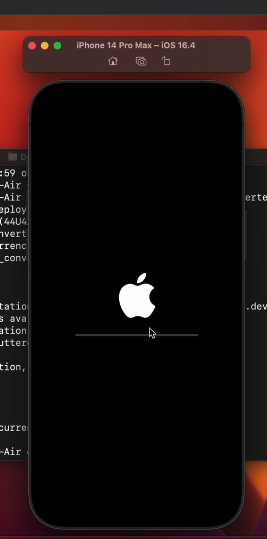 iPhone 14 Pro Max – iOS 16.4
:59 o
-Air
-Air
erte
eploy
(44U4
nvert
rrenc
_conv
tatio
.dev
s ava
ation
utter
tion,
curre
-Air